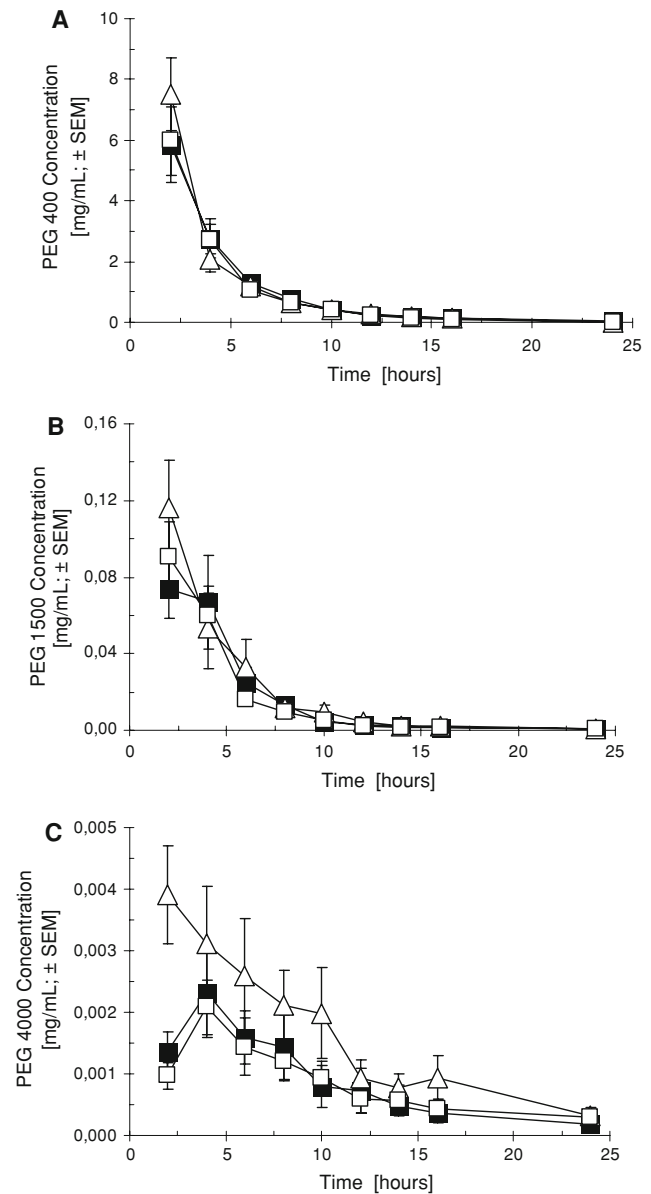 A
PEG 400 Concentration
[mg/mL; ± SEM]
10
8
6
4
2
0
0 5 10 15 20 25
Time [hours]
B
PEG 1500 Concentration
[mg/mL; ± SEM]
0,16
0,12
0,08
0,04
0,00
0 5 10 15 20 25
Time [hours]
C
PEG 4000 Concentration
[mg/mL; ± SEM]
0,005
0,004
0,003
0,002
0,001
0,000
0 5 10 15 20 25
Time [hours]